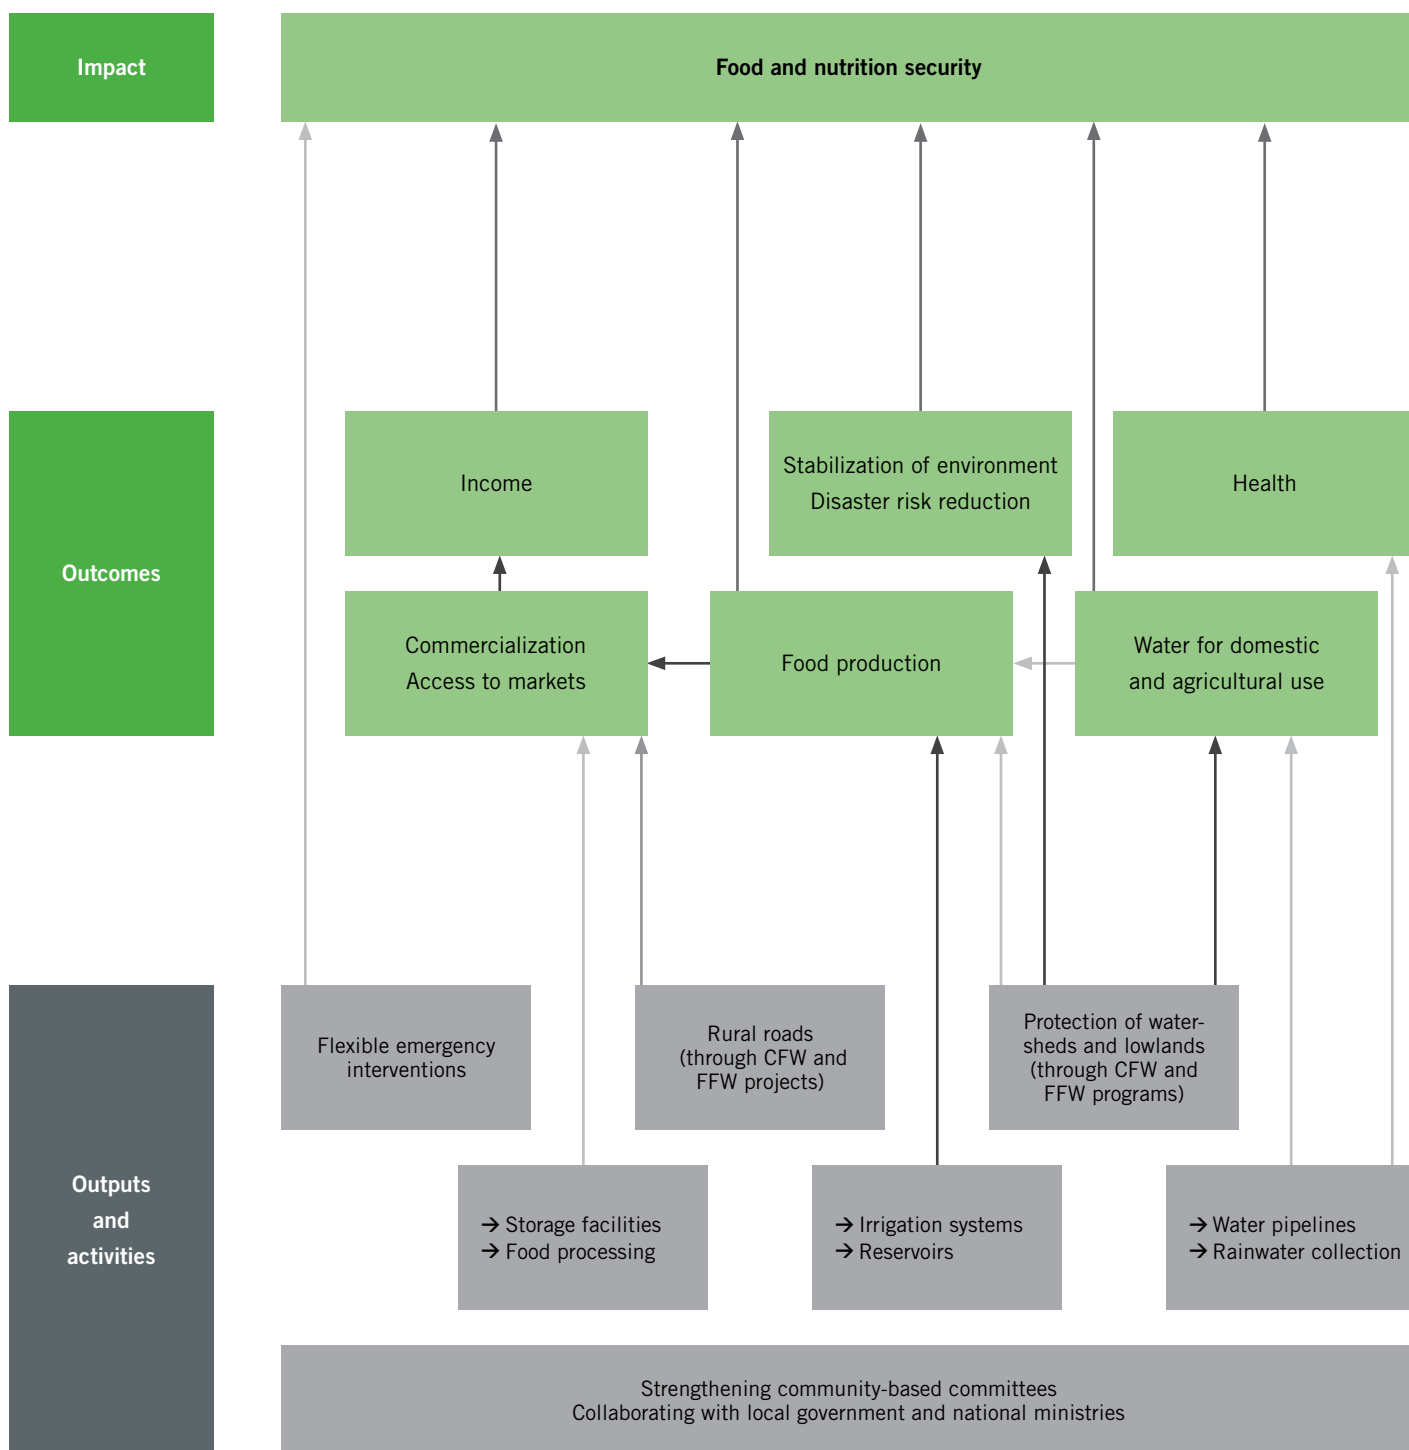 Impact
Food and nutrition security
Outcomes
Income
Stabilization of environment
Disaster risk reduction
Health
Commercialization
Access to markets
Food production
Water for domestic
and agricultural use
Outputs
and
activities
Flexible emergency
interventions
Rural roads
(through CFW and
FFW projects)
Protection of water-
sheds and lowlands
(through CFW and
FFW programs)
→ Storage facilities
→ Food processing
→ Irrigation systems
→ Reservoirs
→ Water pipelines
→ Rainwater collection
Strengthening community-based committees
Collaborating with local government and national ministries